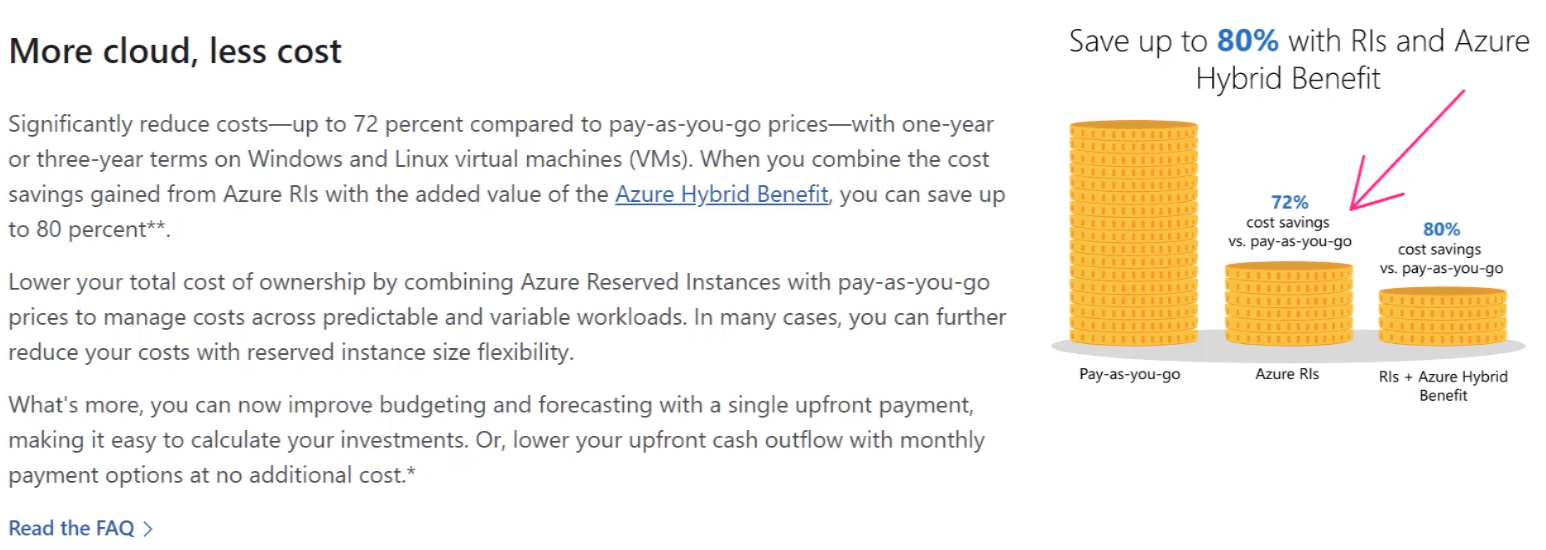 More cloud, less cost
Significantly reduce costs—up to 72 percent compared to pay-as-you-go prices—with one-year
or three-year terms on Windows and Linux virtual machines (VMs). When you combine the cost
savings gained from Azure RIs with the added value of the Azure Hybrid Benefit, you can save up
to 80 percent**.
Lower your total cost of ownership by combining Azure Reserved Instances with pay-as-you-go
prices to manage costs across predictable and variable workloads. In many cases, you can further
reduce your costs with reserved instance size flexibility.
What's more, you can now improve budgeting and forecasting with a single upfront payment,
making it easy to calculate your investments. Or, lower your upfront cash outflow with monthly
payment options at no additional cost.*
Read the FAQ >
Save up to 80% with RIs and Azure
Hybrid Benefit
72%
cost savings
vs. pay-as-you-go
80%
cost savings
vs. pay-as-you-go
Pay-as-you-go
Azure RIs
RIs + Azure Hybrid
Benefit